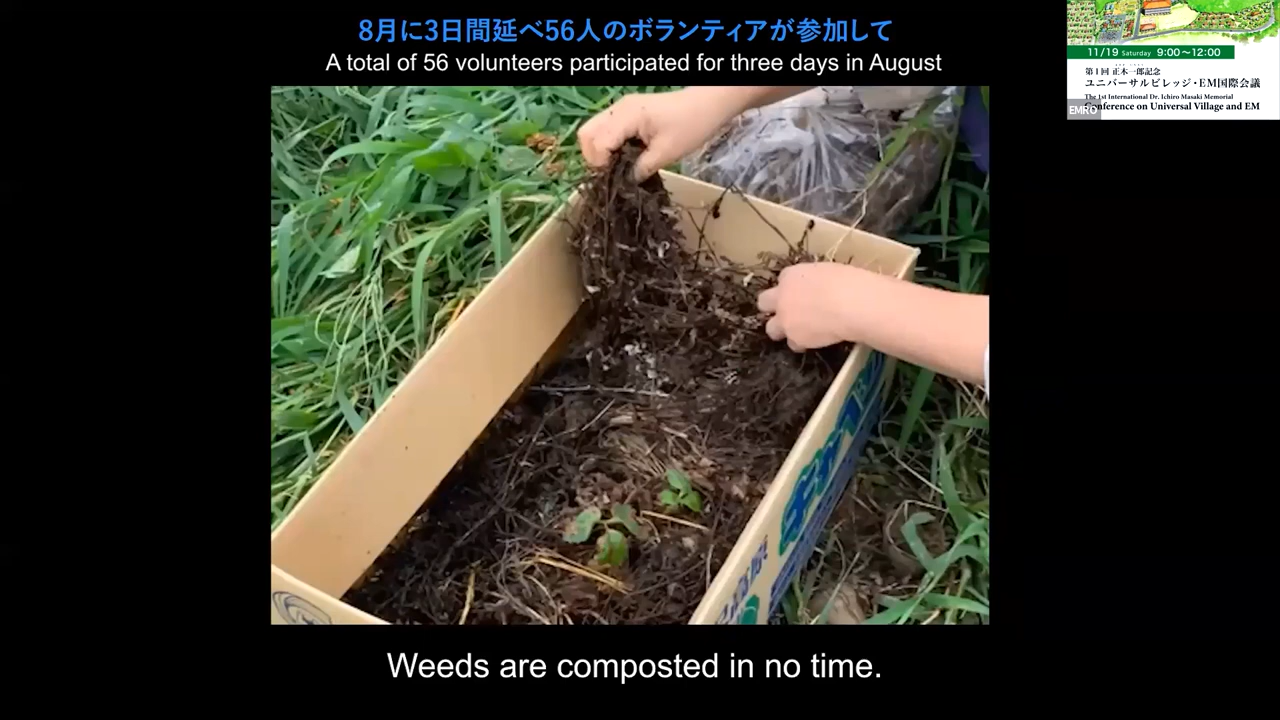 8月に3日間延べ56人のボランティアが参加して
A total of 56 volunteers participated for three days in August
11/19 Saturday 9:00〜12:00
第1回 正木一郎記念
ユニバーサルビレッジ・EM国際会議
The 1st International Dr. Ichiro Masaki Memorial
Conference on Universal Village and EM
EMRO
Weeds are composted in no time.